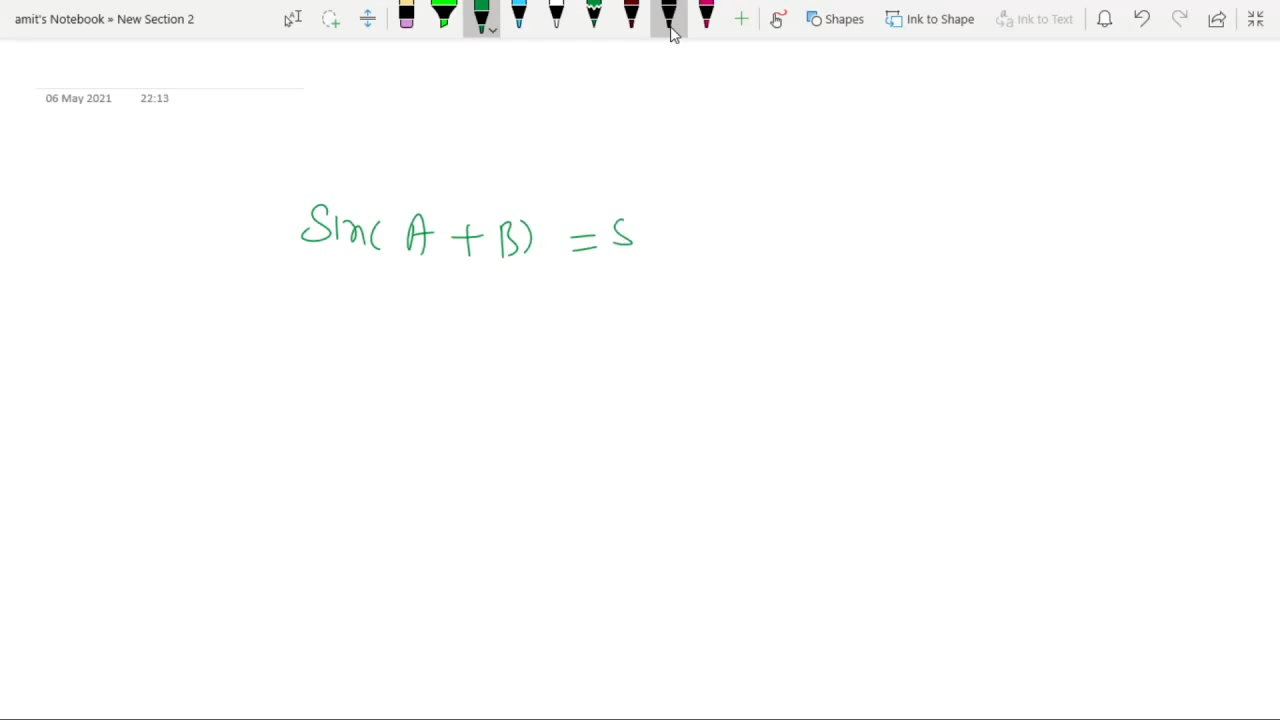 amit's Notebook » New Section 2
Shapes
Ink to Shape
Ink to Text
06 May 2021 22:13
Sin( A + B) = S